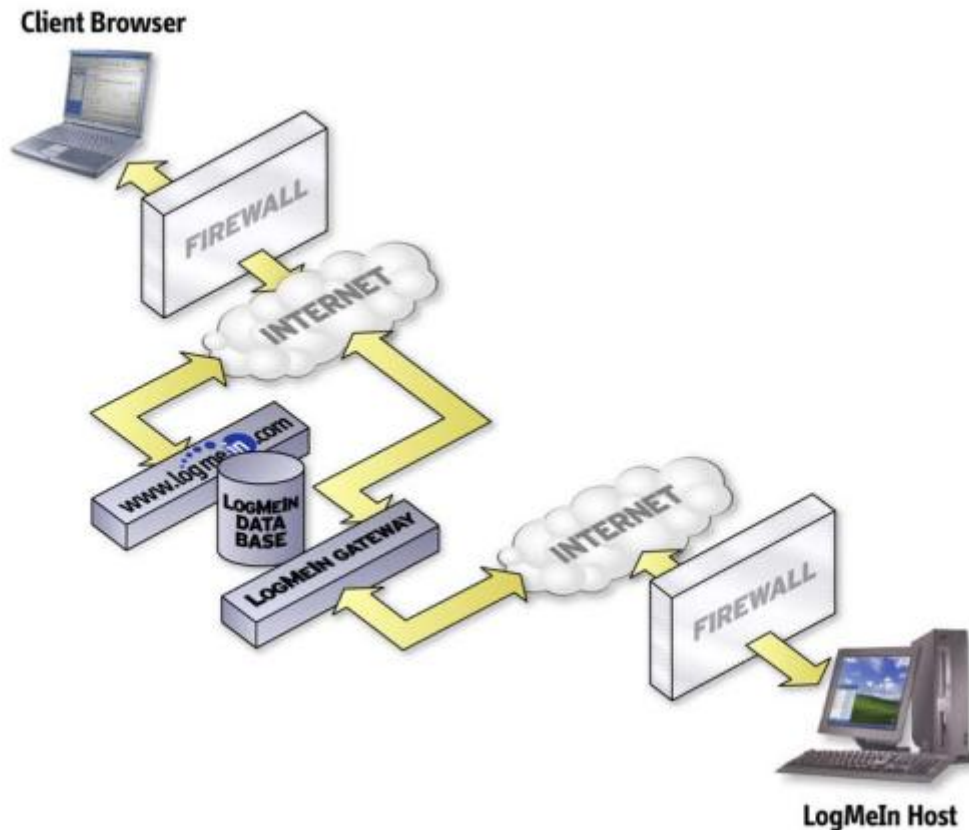 Client Browser
FIREWALL
INTERNET
www.logmein.com
LOGMEIN
DATA
BASE
LOGMEIN GATEWAY
INTERNET
FIREWALL
LogMeIn Host